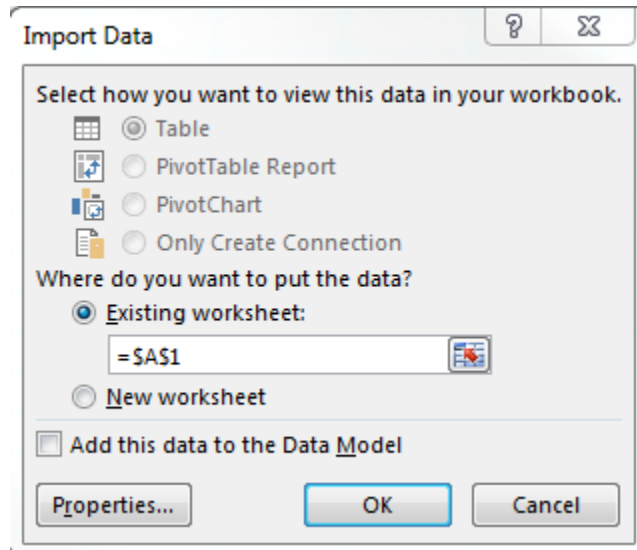 Import Data
?
Select how you want to view this data in your workbook.
Table
PivotTable Report
PivotChart
Only Create Connection
Where do you want to put the data?
Existing worksheet:
=$A$1
New worksheet
Add this data to the Data Model
Properties... OK Cancel